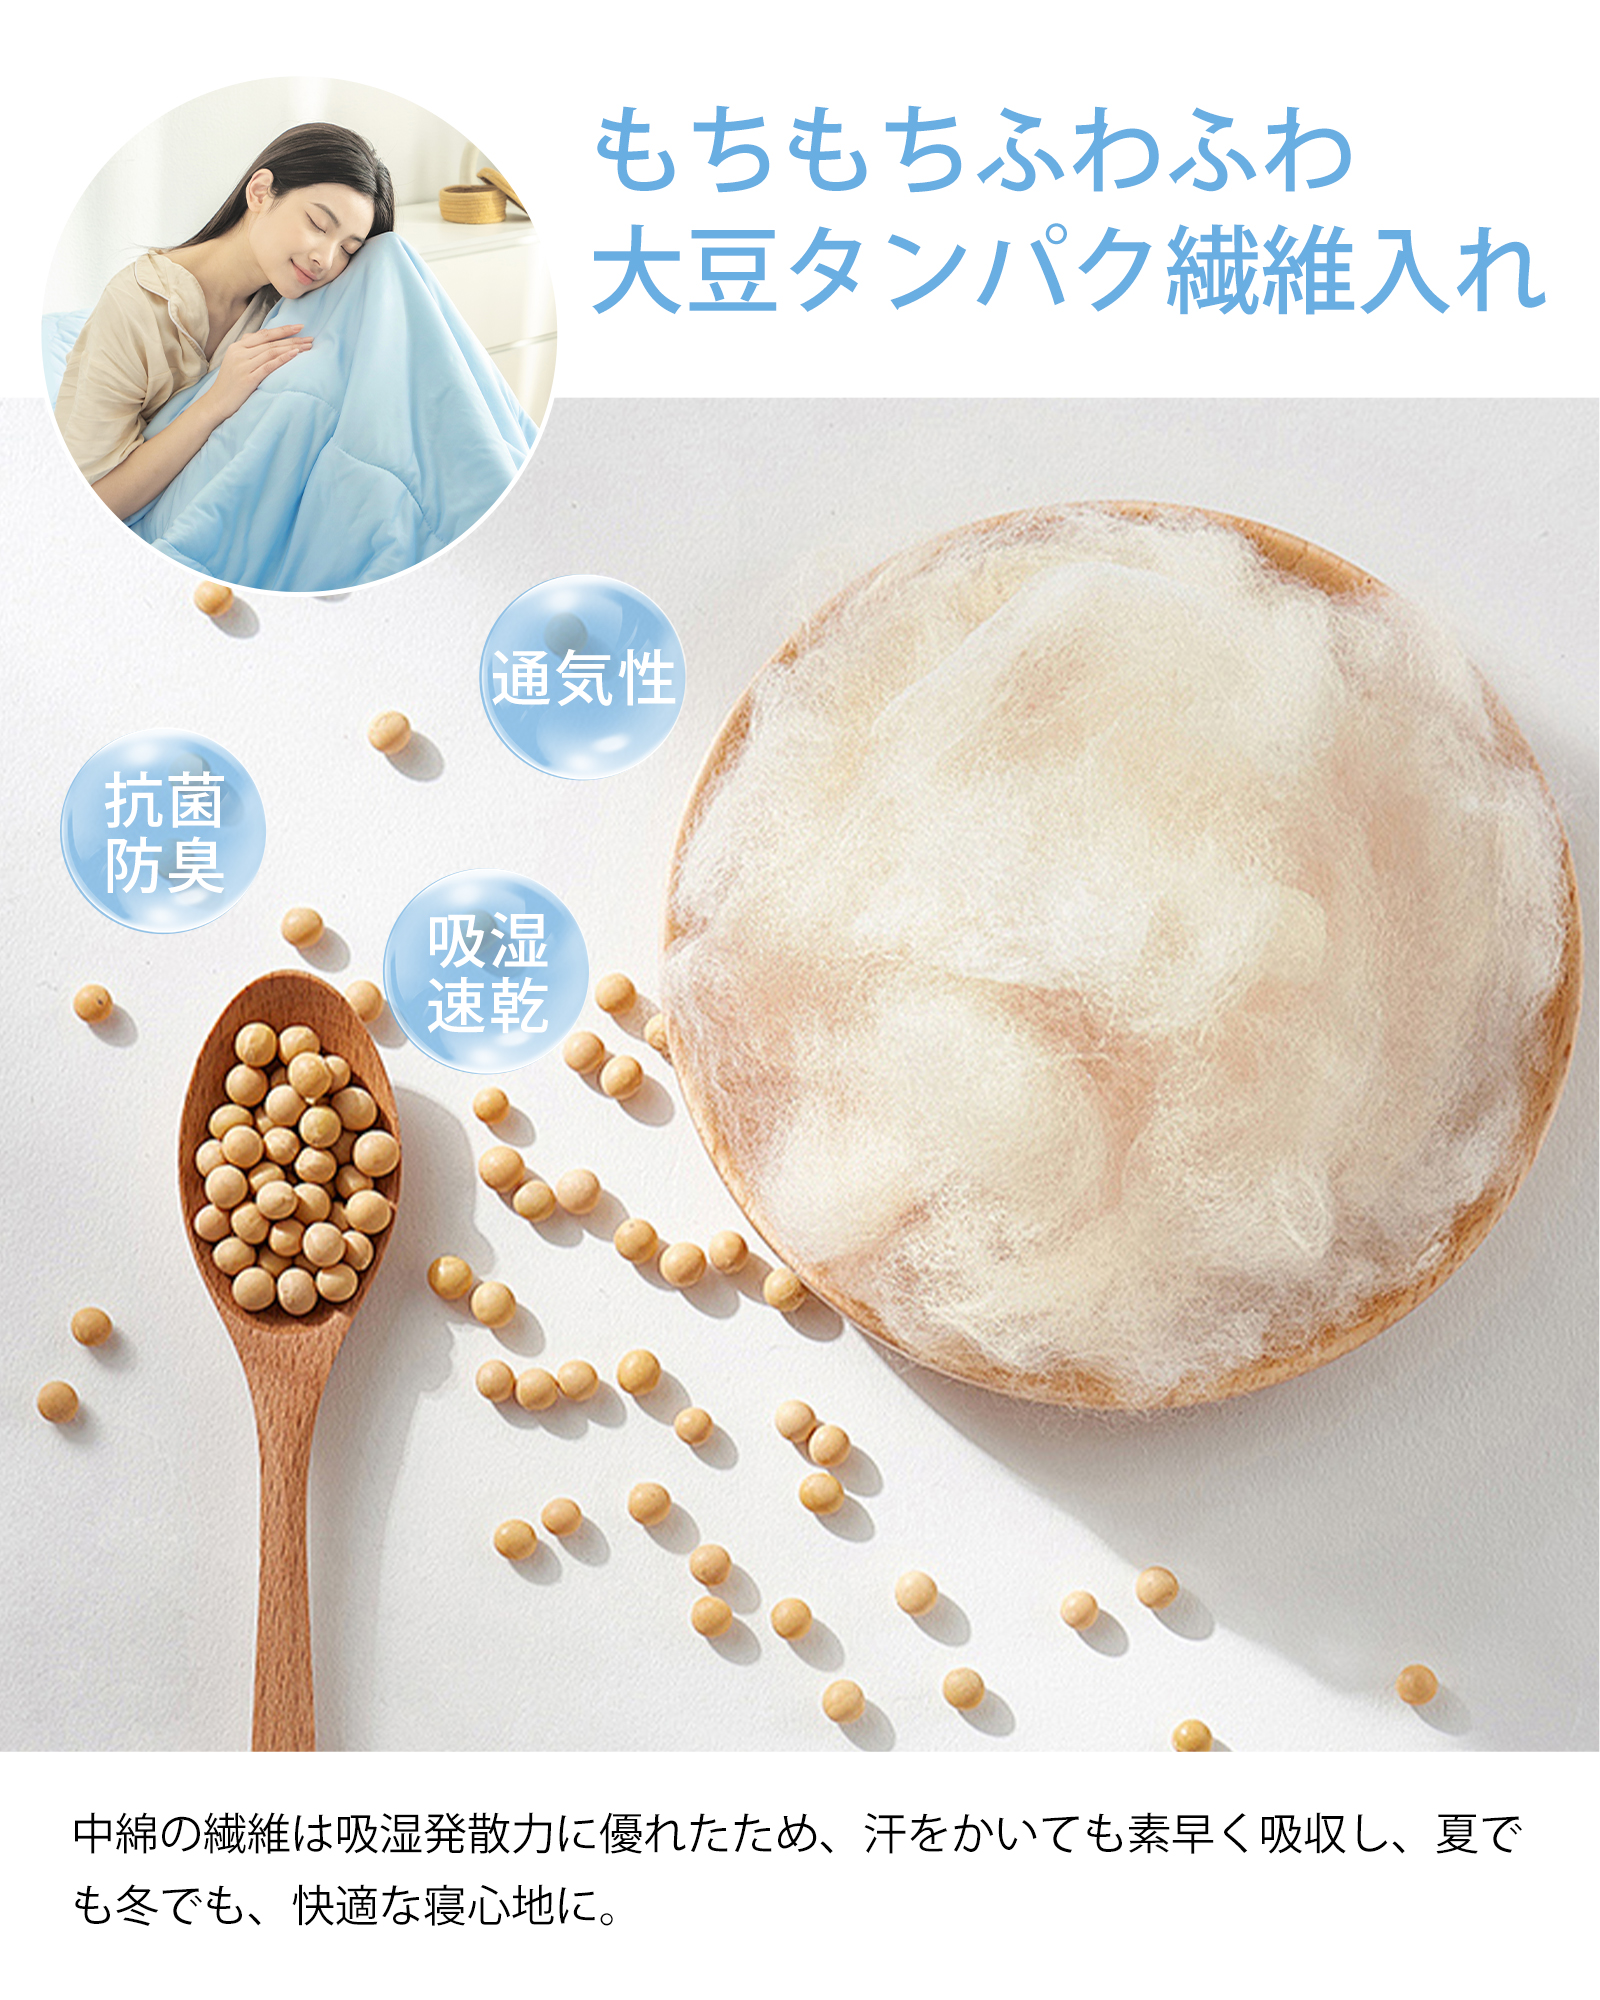 もちもちふわふわ
大豆タンパク繊維入れ
通気性
抗菌
防臭
吸湿
速乾
中綿の繊維は吸湿発散力に優れたため、汗をかいても素早く吸収し、夏で
も冬でも、快適な寝心地に。